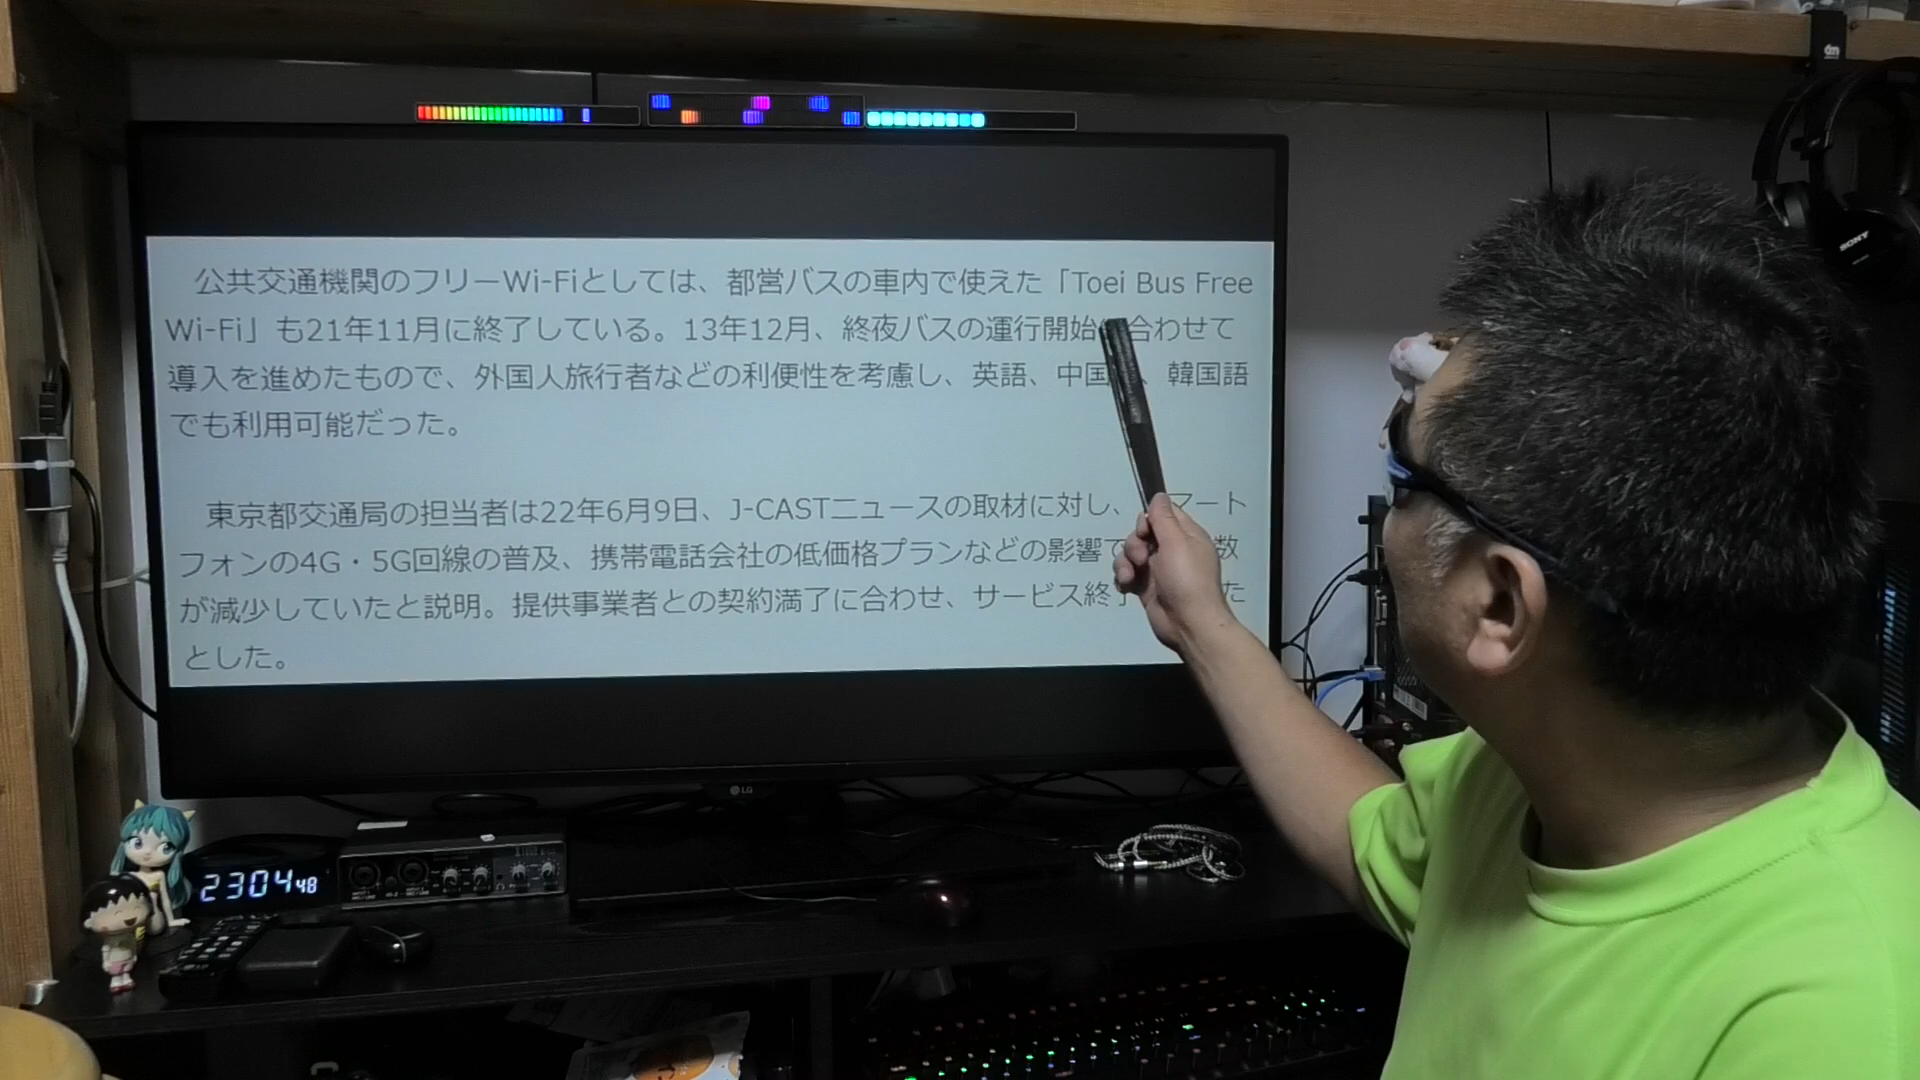 公共交通機関のフリーWi-Fiとしては、都営バスの車内で使えた「Toei Bus Free
Wi-Fi」も21年11月に終了している。13年12月、終夜バスの運行開始 合わせて
導入を進めたもので、外国人旅行者などの利便性を考慮し、英語、中国 、韓国語
でも利用可能だった。
東京都交通局の担当者は22年6月9日、J-CASTニュースの取材に対し、 マート
フォンの4G・5G回線の普及、携帯電話会社の低価格プランなどの影響で 数
が減少していたと説明。提供事業者との契約満了に合わせ、サービス終了 た
とした。
SONY
LG
2304 48